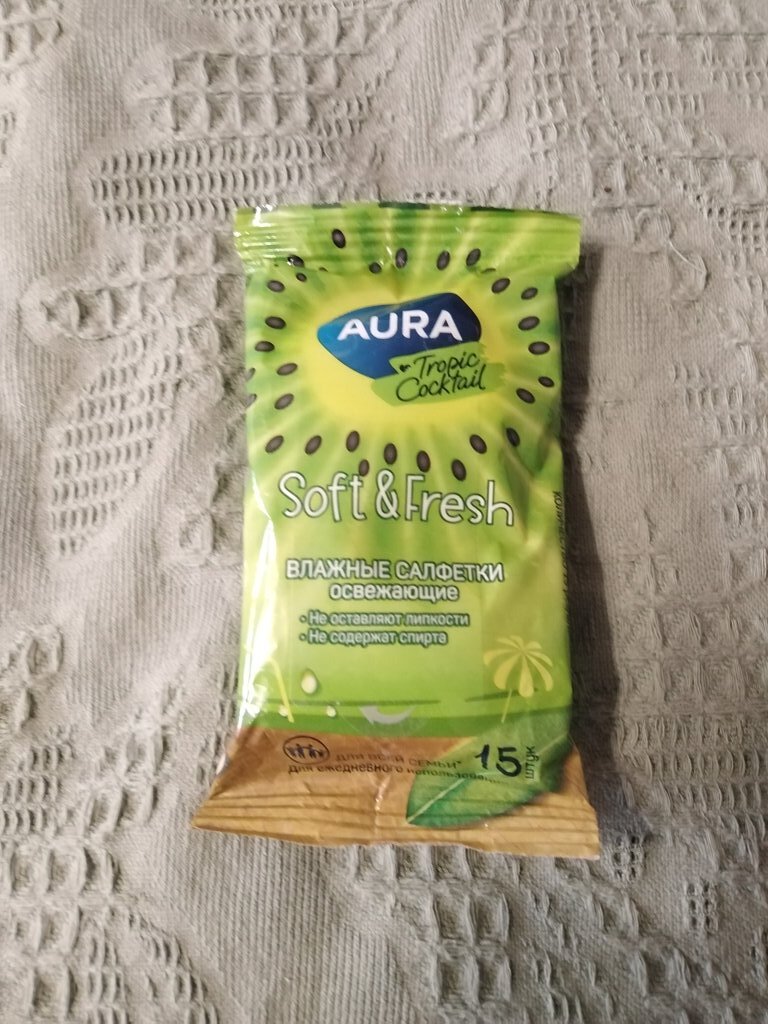 AURA
Tropic
Cocktail
Soft & Fresh
ВЛАЖНЫЕ САЛФЕТКИ
освежающие
• Не оставляют липкости
• Не содержат спирта
ДЛЯ ВСЕЙ СЕМЬИ
Для ежедневного использования
15 штук